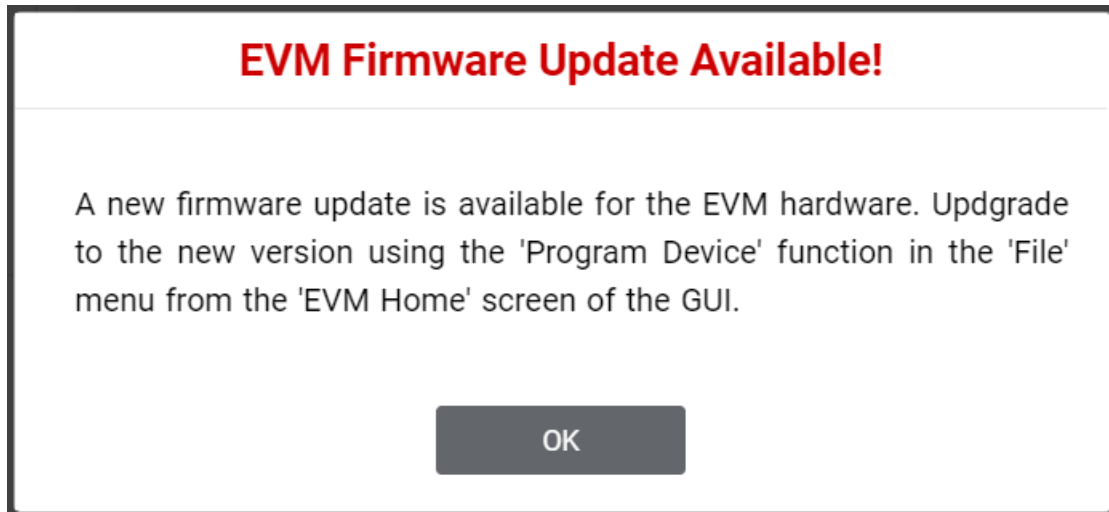 EVM Firmware Update Available!
A new firmware update is available for the EVM hardware. Updgrade
to the new version using the 'Program Device' function in the 'File'
menu from the 'EVM Home' screen of the GUI.
OK